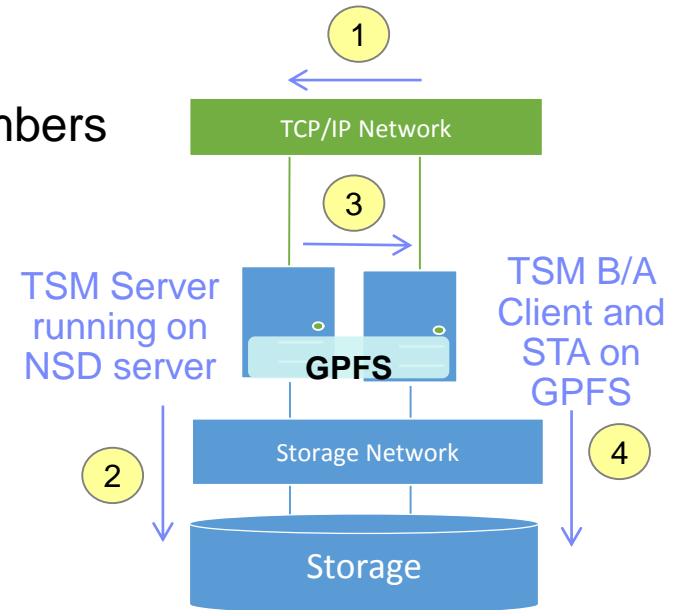 1
TCP/IP Network
3
TSM Server
running on
NSD server
GPFS
TSM B/A
Client and
STA on
GPFS
Storage Network
2
4
Storage